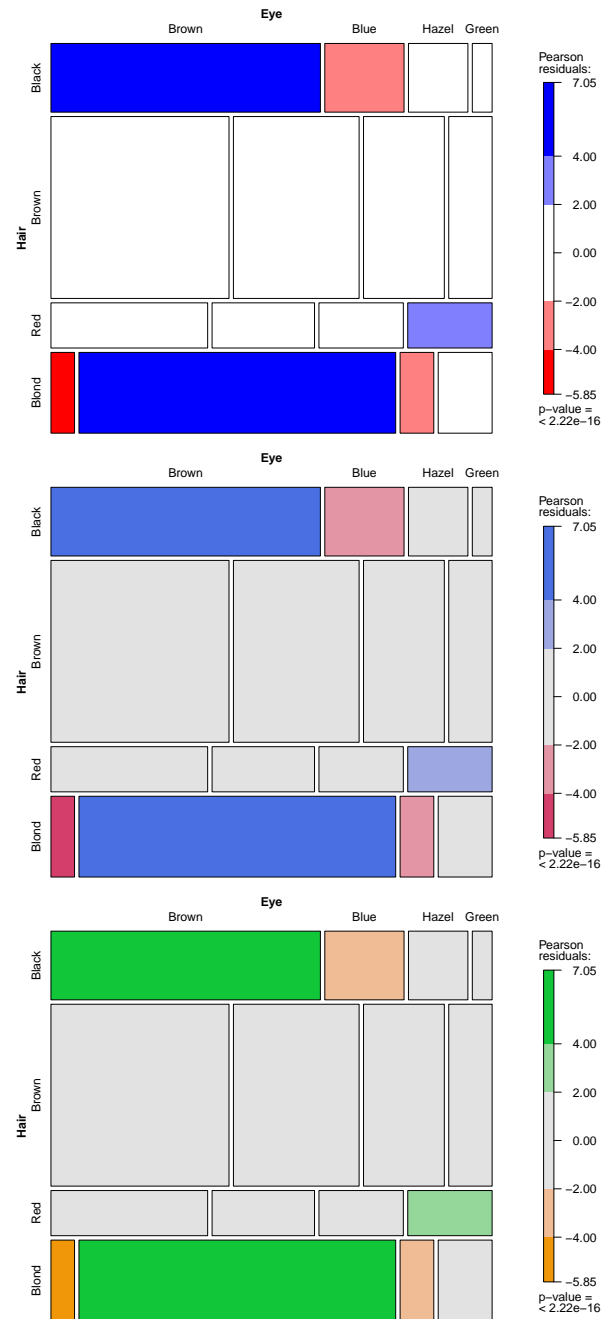 Eye
Brown Blue Hazel Green
Hair
Black
Brown
Red
Blond
Pearson
residuals:
7.05
4.00
2.00
0.00
−2.00
−4.00
−5.85
p−value =
< 2.22e−16
Eye
Brown Blue Hazel Green
Hair
Black
Brown
Red
Blond
Pearson
residuals:
7.05
4.00
2.00
0.00
−2.00
−4.00
−5.85
p−value =
< 2.22e−16
Eye
Brown Blue Hazel Green
Hair
Black
Brown
Red
Blond
Pearson
residuals:
7.05
4.00
2.00
0.00
−2.00
−4.00
−5.85
p−value =
< 2.22e−16